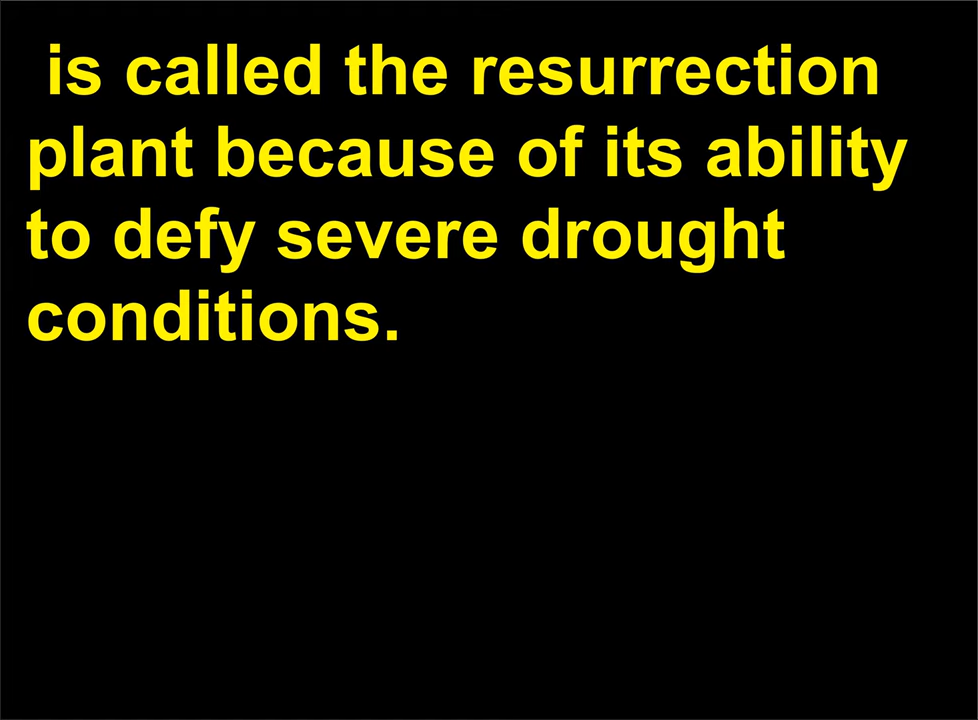 is called the resurrection
plant because of its ability
to defy severe drought
conditions.